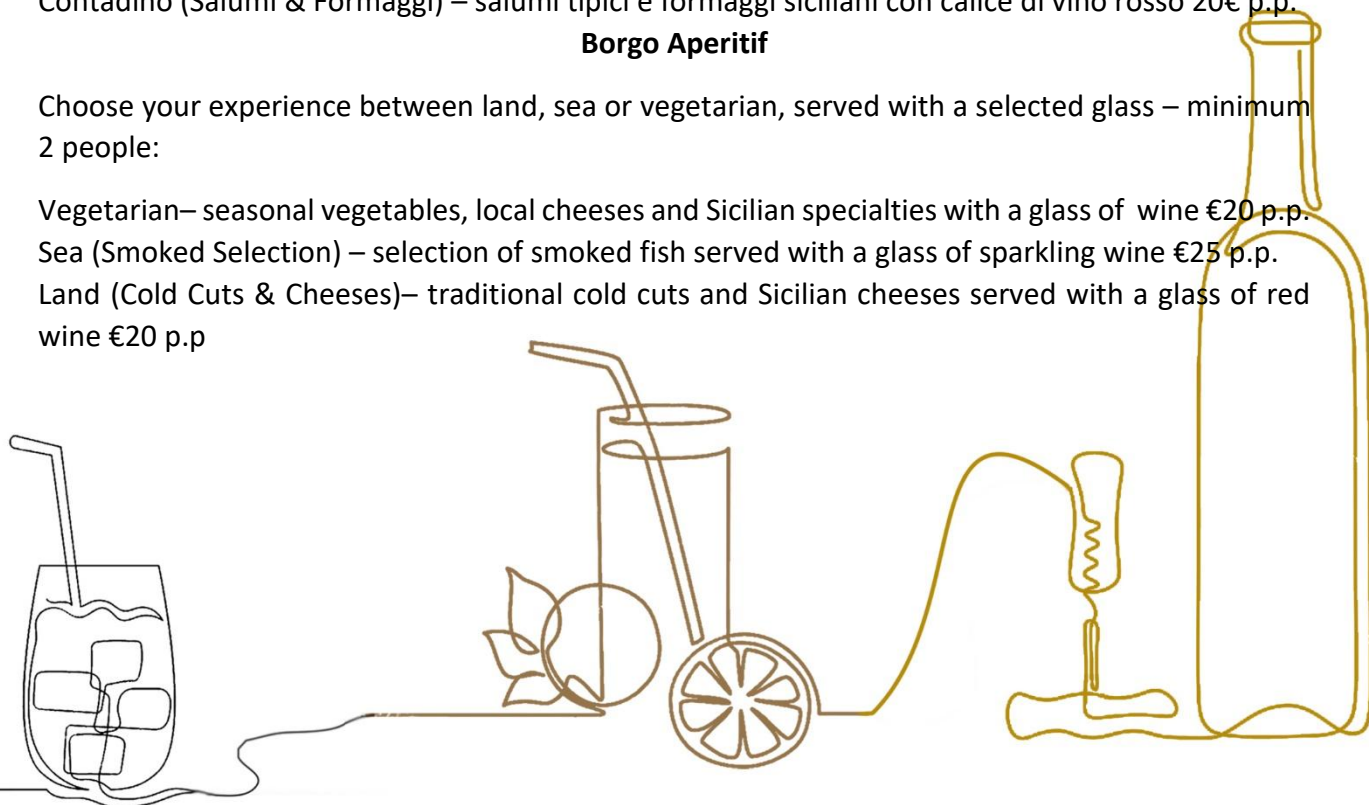 Contadino (Salumi & Formaggi) – salumi tipici e formaggi siciliani con calice di vino rosso 20€ p.p.
Borgo Aperitif
Choose your experience between land, sea or vegetarian, served with a selected glass – minimum
2 people:
Vegetarian– seasonal vegetables, local cheeses and Sicilian specialties with a glass of  wine €20 p.p.
Sea (Smoked Selection) – selection of smoked fish served with a glass of sparkling wine €25 p.p.
Land (Cold Cuts & Cheeses)– traditional cold cuts and Sicilian cheeses served with a glass of red
wine €20 p.p